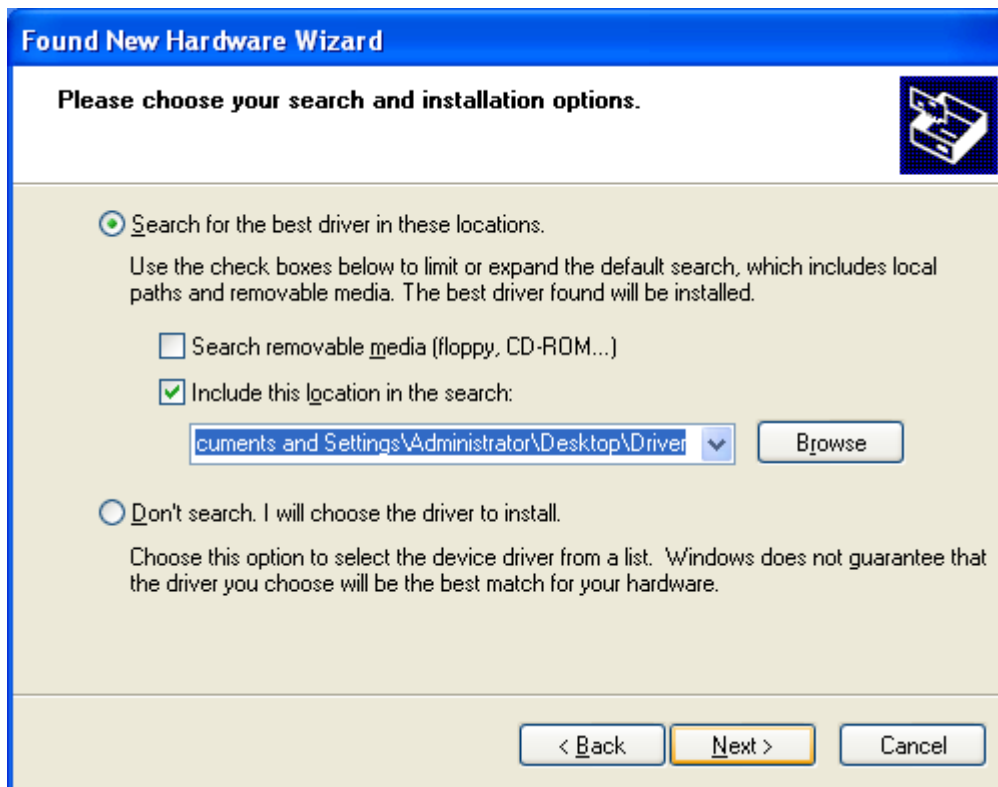 Found New Hardware Wizard
Please choose your search and installation options.
Search for the best driver in these locations.
Use the check boxes below to limit or expand the default search, which includes local
paths and removable media. The best driver found will be installed.
Search removable media (floppy, CD-ROM...)
Include this location in the search:
cuments and Settings\Administrator\Desktop\Driver
Browse
Don't search. I will choose the driver to install.
Choose this option to select the device driver from a list. Windows does not guarantee that
the driver you choose will be the best match for your hardware.
< Back
Next >
Cancel